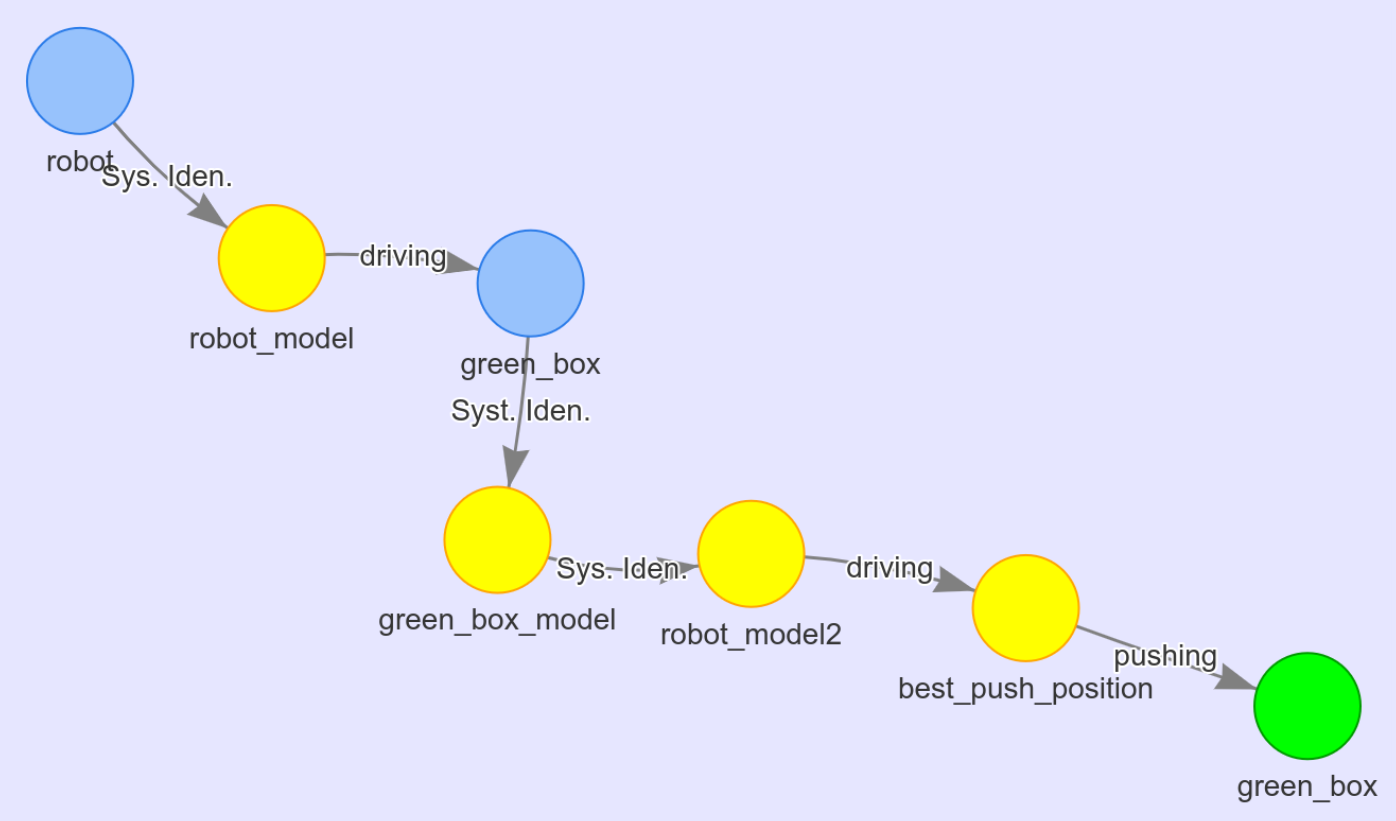 robot
Sys. Iden.
robot_model
driving
green_box
Syst. Iden.
green_box_model
Sys. Iden.
robot_model2
driving
best_push_position
pushing
green_box